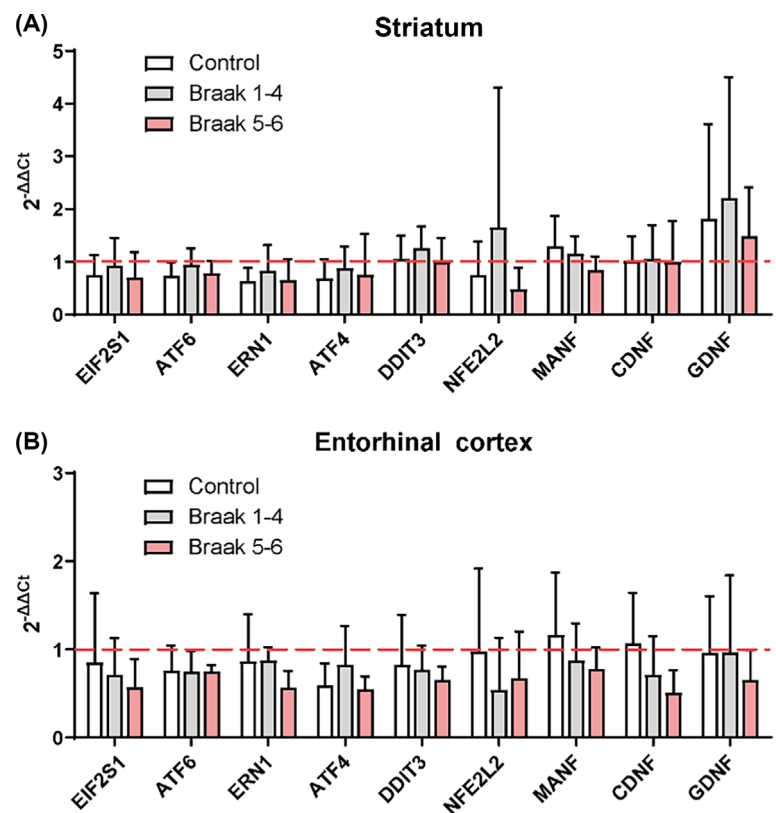 (A)
Striatum
Control
Braak 1-4
Braak 5-6
2-ΔΔCt
5
4
3
2
1
0
EIF2S1 ATF6 ERN1 ATF4 DDIT3 NFE2L2 MANF CDNF GDNF
(B)
Entorhinal cortex
Control
Braak 1-4
Braak 5-6
2-ΔΔCt
3
2
1
0
EIF2S1 ATF6 ERN1 ATF4 DDIT3 NFE2L2 MANF CDNF GDNF